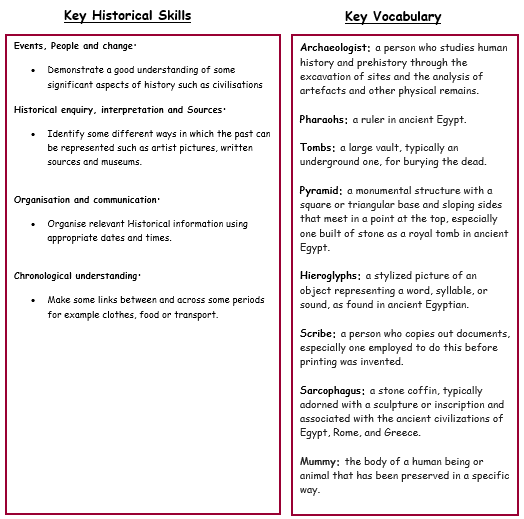 Key Historical Skills
Events, People and change·
• Demonstrate a good understanding of some
significant aspects of history such as civilisations
Historical enquiry, interpretation and Sources·
• Identify some different ways in which the past can
be represented such as artist pictures, written
sources and museums.
Organisation and communication·
• Organise relevant Historical information using
appropriate dates and times.
Chronological understanding·
• Make some links between and across some periods
for example clothes, food or transport.
Key Vocabulary
Archaeologist: a person who studies human
history and prehistory through the
excavation of sites and the analysis of
artefacts and other physical remains.
Pharaohs: a ruler in ancient Egypt.
Tombs: a large vault, typically an
underground one, for burying the dead.
Pyramid: a monumental structure with a
square or triangular base and sloping sides
that meet in a point at the top, especially
one built of stone as a royal tomb in ancient
Egypt.
Hieroglyphs: a stylized picture of an
object representing a word, syllable, or
sound, as found in ancient Egyptian.
Scribe: a person who copies out documents,
especially one employed to do this before
printing was invented.
Sarcophagus: a stone coffin, typically
adorned with a sculpture or inscription and
associated with the ancient civilizations of
Egypt, Rome, and Greece.
Mummy: the body of a human being or
animal that has been preserved in a specific
way.